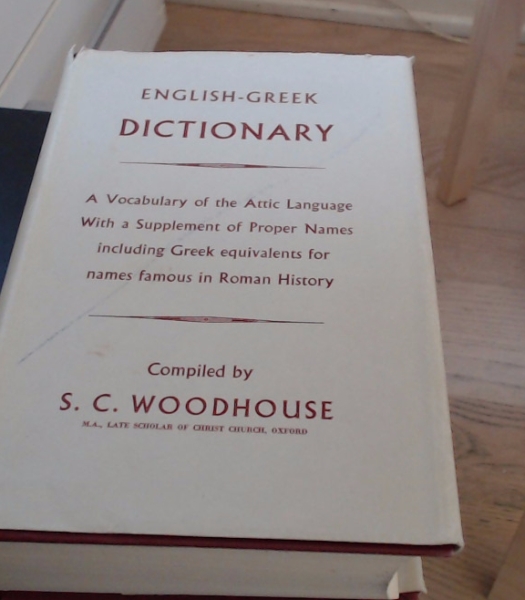 ENGLISH-GREEK
DICTIONARY
A Vocabulary of the Attic Language
With a Supplement of Proper Names
including Greek equivalents for
names famous in Roman History
Compiled by
S. C. WOODHOUSE
M.A., LATE SCHOLAR OF CHRIST CHURCH, OXFORD